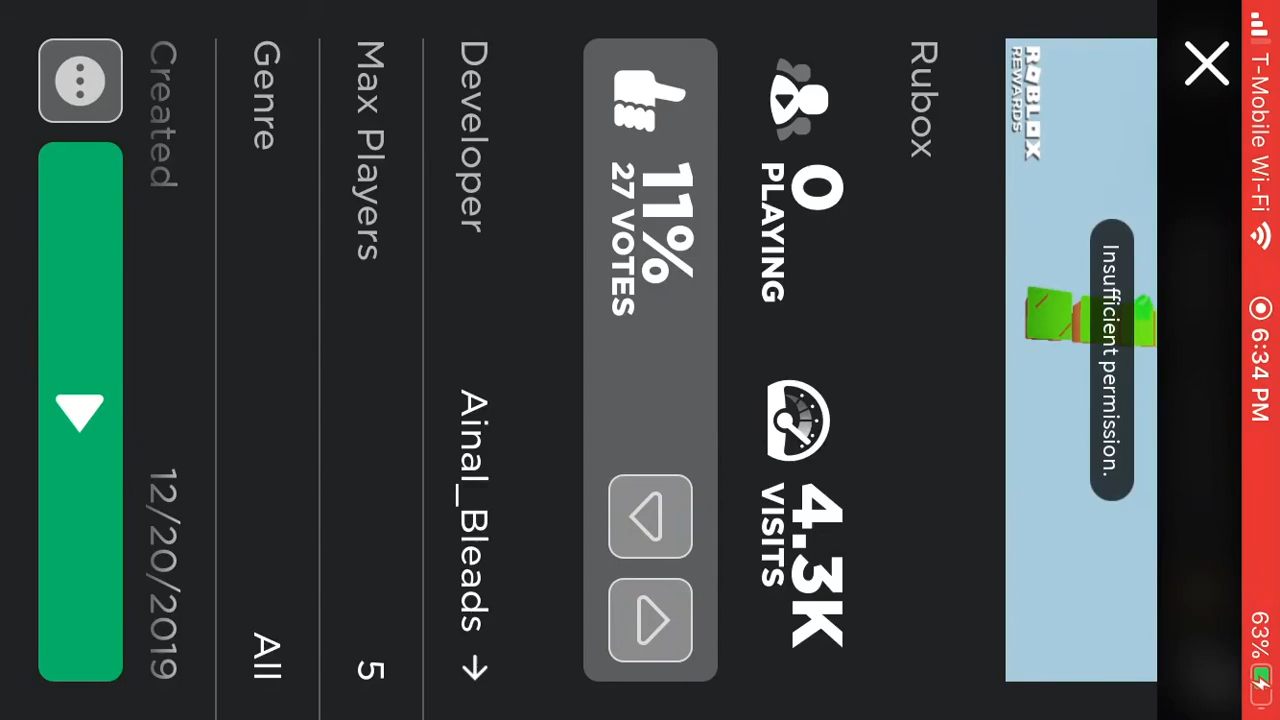 T-Mobile Wi-Fi 6:34 PM 63%
ROBLOX
REWARDS
Insufficient permission.
Rubox
0
PLAYING
4.3K
VISITS
11%
27 VOTES
Developer Ainal_Bleads
Max Players 5
Genre All
Created 12/20/2019